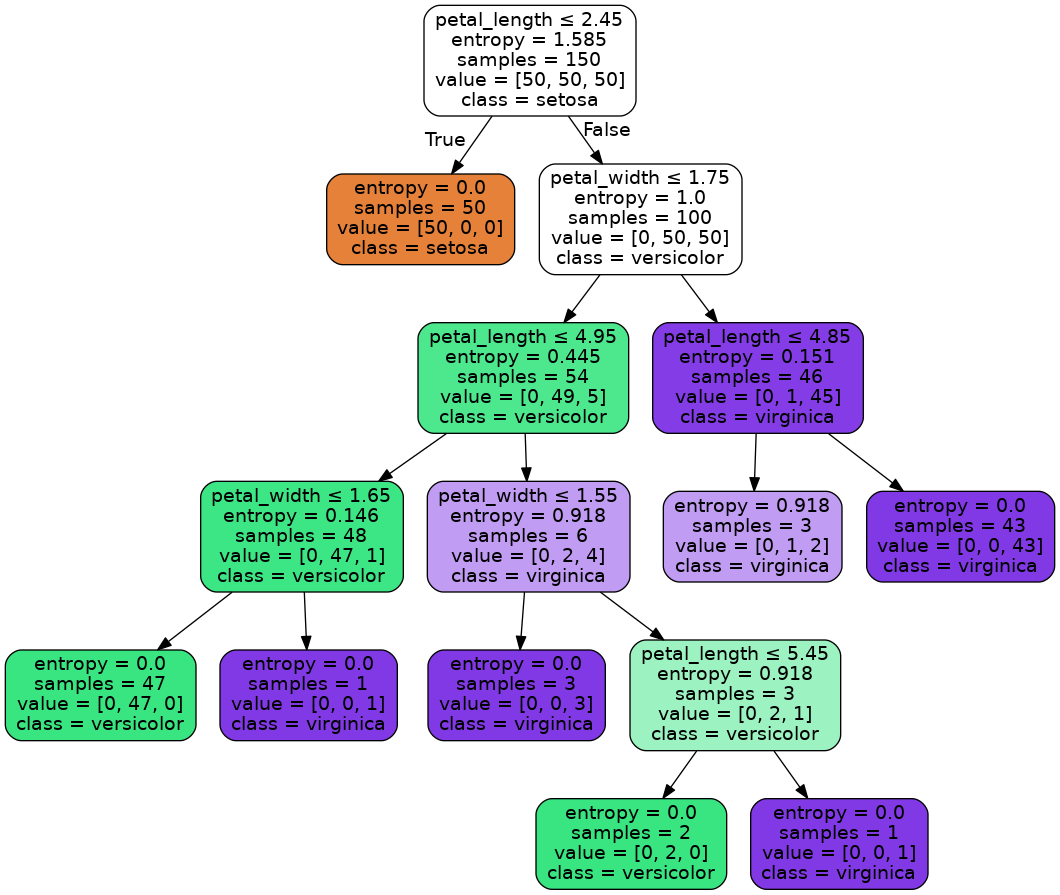 petal_length ≤ 2.45
entropy = 1.585
samples = 150
value = [50, 50, 50]
class = setosa
True
False
entropy = 0.0
samples = 50
value = [50, 0, 0]
class = setosa
petal_width ≤ 1.75
entropy = 1.0
samples = 100
value = [0, 50, 50]
class = versicolor
petal_length ≤ 4.95
entropy = 0.445
samples = 54
value = [0, 49, 5]
class = versicolor
petal_length ≤ 4.85
entropy = 0.151
samples = 46
value = [0, 1, 45]
class = virginica
petal_width ≤ 1.65
entropy = 0.146
samples = 48
value = [0, 47, 1]
class = versicolor
petal_width ≤ 1.55
entropy = 0.918
samples = 6
value = [0, 2, 4]
class = virginica
entropy = 0.918
samples = 3
value = [0, 1, 2]
class = virginica
entropy = 0.0
samples = 43
value = [0, 0, 43]
class = virginica
entropy = 0.0
samples = 47
value = [0, 47, 0]
class = versicolor
entropy = 0.0
samples = 1
value = [0, 0, 1]
class = virginica
entropy = 0.0
samples = 3
value = [0, 0, 3]
class = virginica
petal_length ≤ 5.45
entropy = 0.918
samples = 3
value = [0, 2, 1]
class = versicolor
entropy = 0.0
samples = 2
value = [0, 2, 0]
class = versicolor
entropy = 0.0
samples = 1
value = [0, 0, 1]
class = virginica